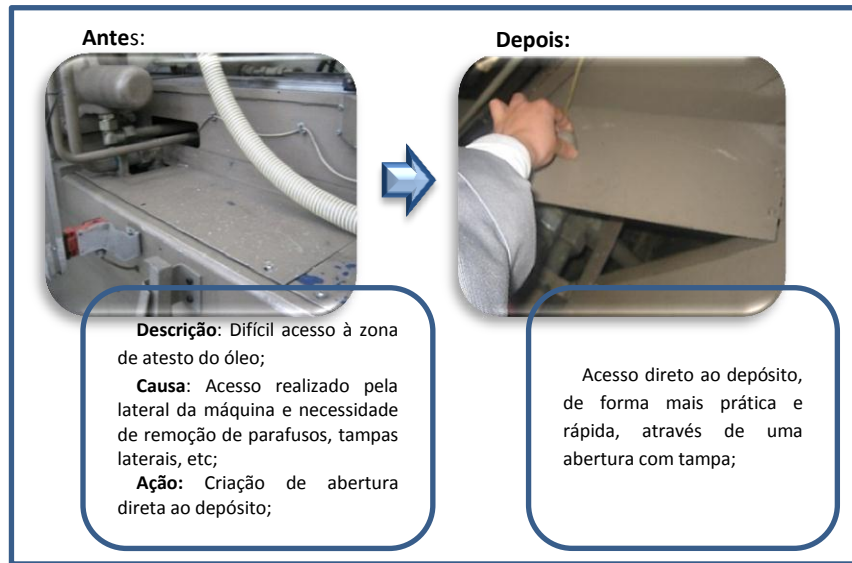 Antes:
Depois:
Descrição: Difícil acesso à zona
de atesto do óleo;
Causa: Acesso realizado pela
lateral da máquina e necessidade
de remoção de parafusos, tampas
laterais, etc;
Ação: Criação de abertura
direta ao depósito;
Acesso direto ao depósito,
de forma mais prática e
rápida, através de uma
abertura com tampa;